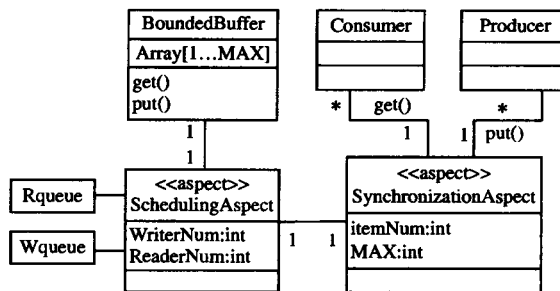 BoundedBuffer
Array[1...MAX]
get()
put()
Consumer
Producer
*
get()
1
*
1
put()
1
1
<<aspect>>
SchedulingAspect
WriterNum:int
ReaderNum:int
Rqueue
Wqueue
1
1
<<aspect>>
SynchronizationAspect
itemNum:int
MAX:int